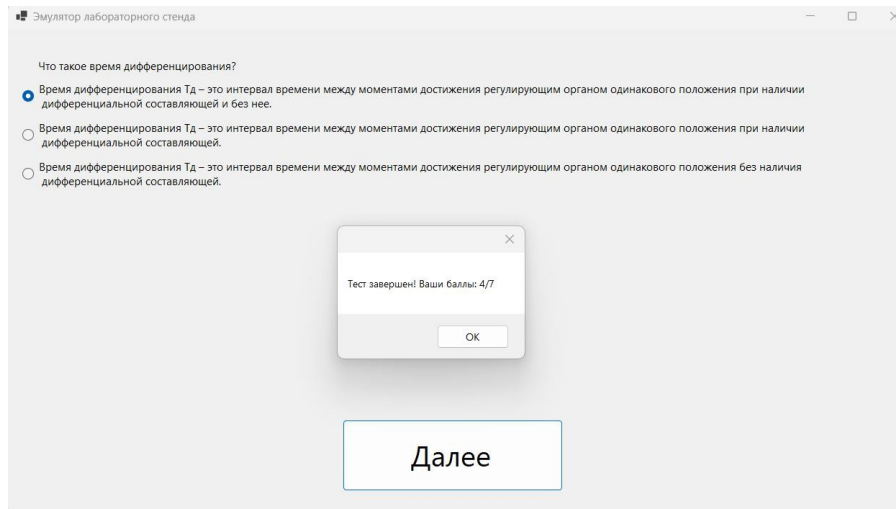 Эмулятор лабораторного стенда
Что такое время дифференцирования?
Время дифференцирования Тд – это интервал времени между моментами достижения регулирующим органом одинакового положения при наличии
дифференциальной составляющей и без нее.
Время дифференцирования Тд – это интервал времени между моментами достижения регулирующим органом одинакового положения при наличии
дифференциальной составляющей.
Время дифференцирования Тд – это интервал времени между моментами достижения регулирующим органом одинакового положения без наличия
дифференциальной составляющей.
Тест завершен! Ваши баллы: 4/7
ОК
Далее